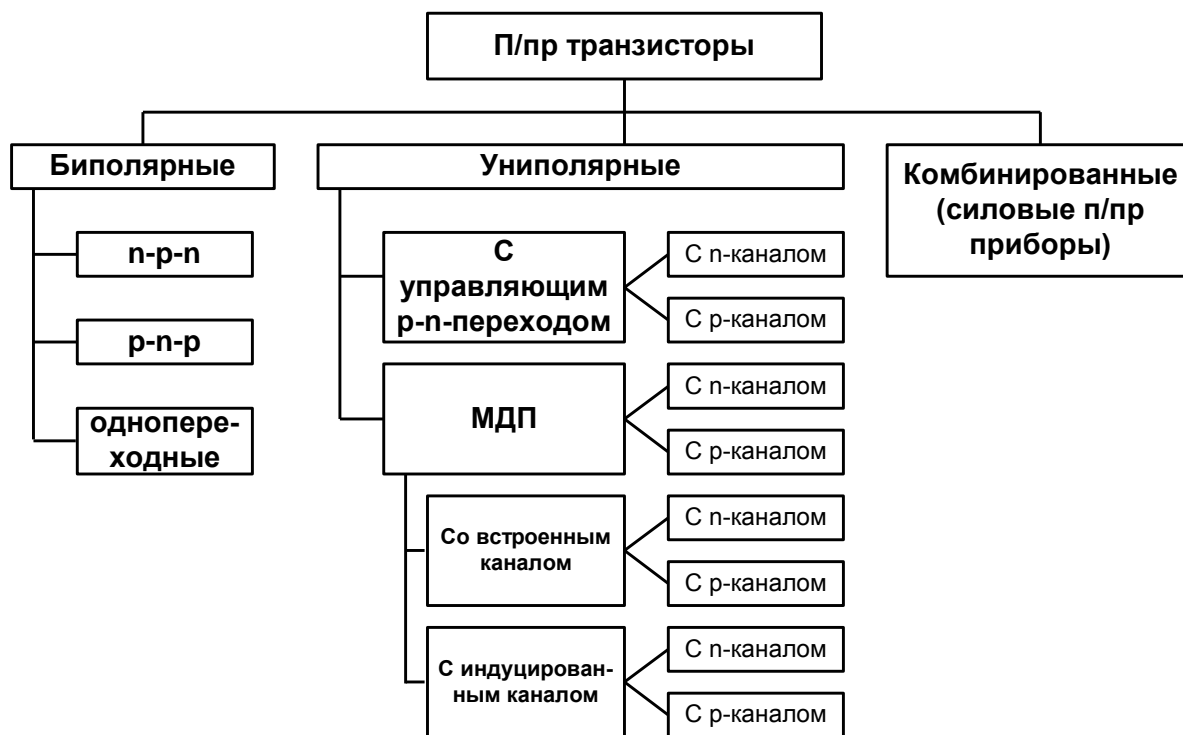 П/пр транзисторы
Биполярные
n-p-n
p-n-p
однопере-
ходные
Униполярные
С
управляющим
p-n-переходом
С n-каналом
С p-каналом
МДП
С n-каналом
С p-каналом
Со встроенным
каналом
С n-каналом
С p-каналом
С индуцирован-
ным каналом
С n-каналом
С p-каналом
Комбинированные
(силовые п/пр
приборы)